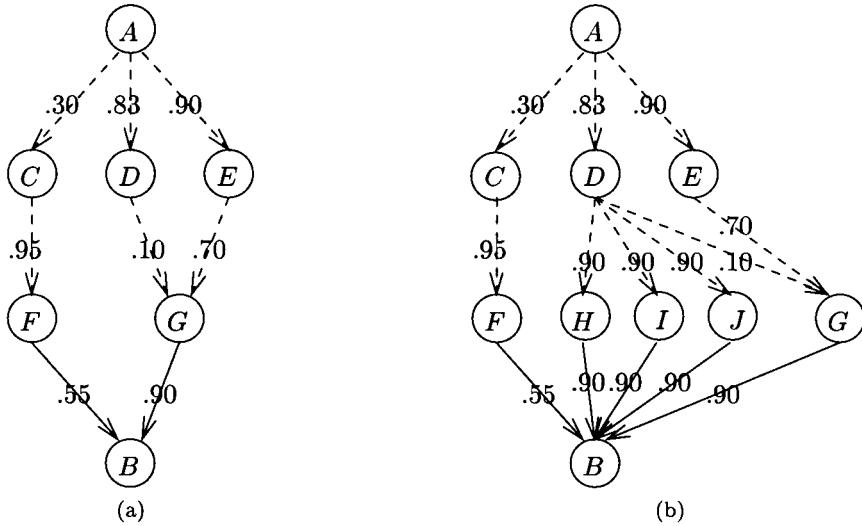 A A
.30 .83 .90 .30 .83 .90
C D E C D E
.70
.95 .10 .70 .95 .90 .90 .90 .10
F G F H I J G
.55 .90 .55 .90 .90 .90 .90
B B
(a) (b)